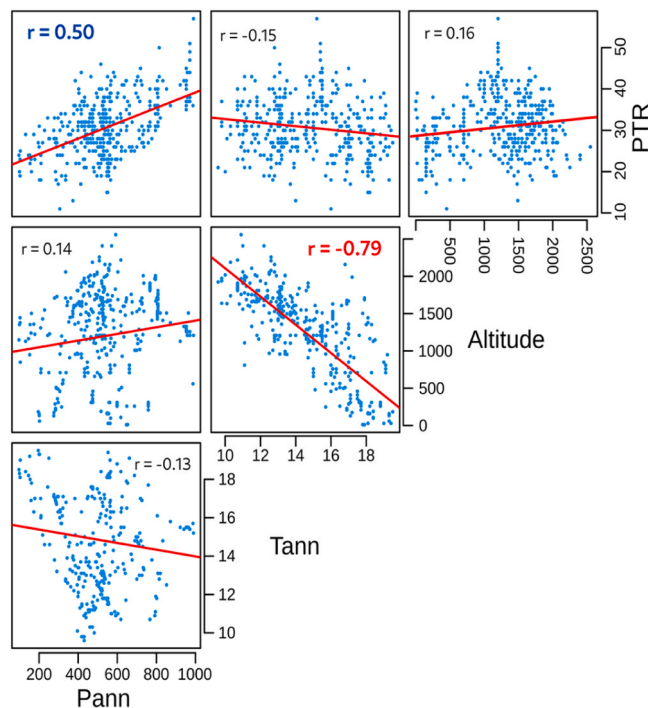 r = 0.50
r = -0.15
r = 0.16
50
40
30
20
10
PTR
500
1000
1500
2000
2500
r = 0.14
r = -0.79
2000
1500
1000
500
0
Altitude
10 12 14 16 18
r = -0.13
18
16
14
12
10
Tann
200 400 600 800 1000
Pann